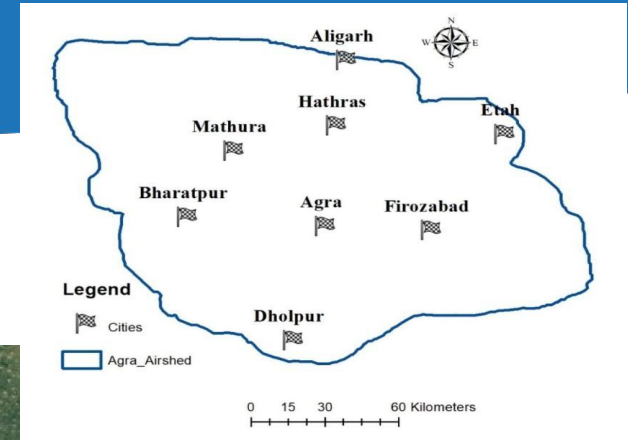 Aligarh
N
W E
S
Hathras
Etah
Mathura
Bharatpur
Agra
Firozabad
Legend
Cities
Dholpur
Agra_Airshed
0 15 30 60 Kilometers